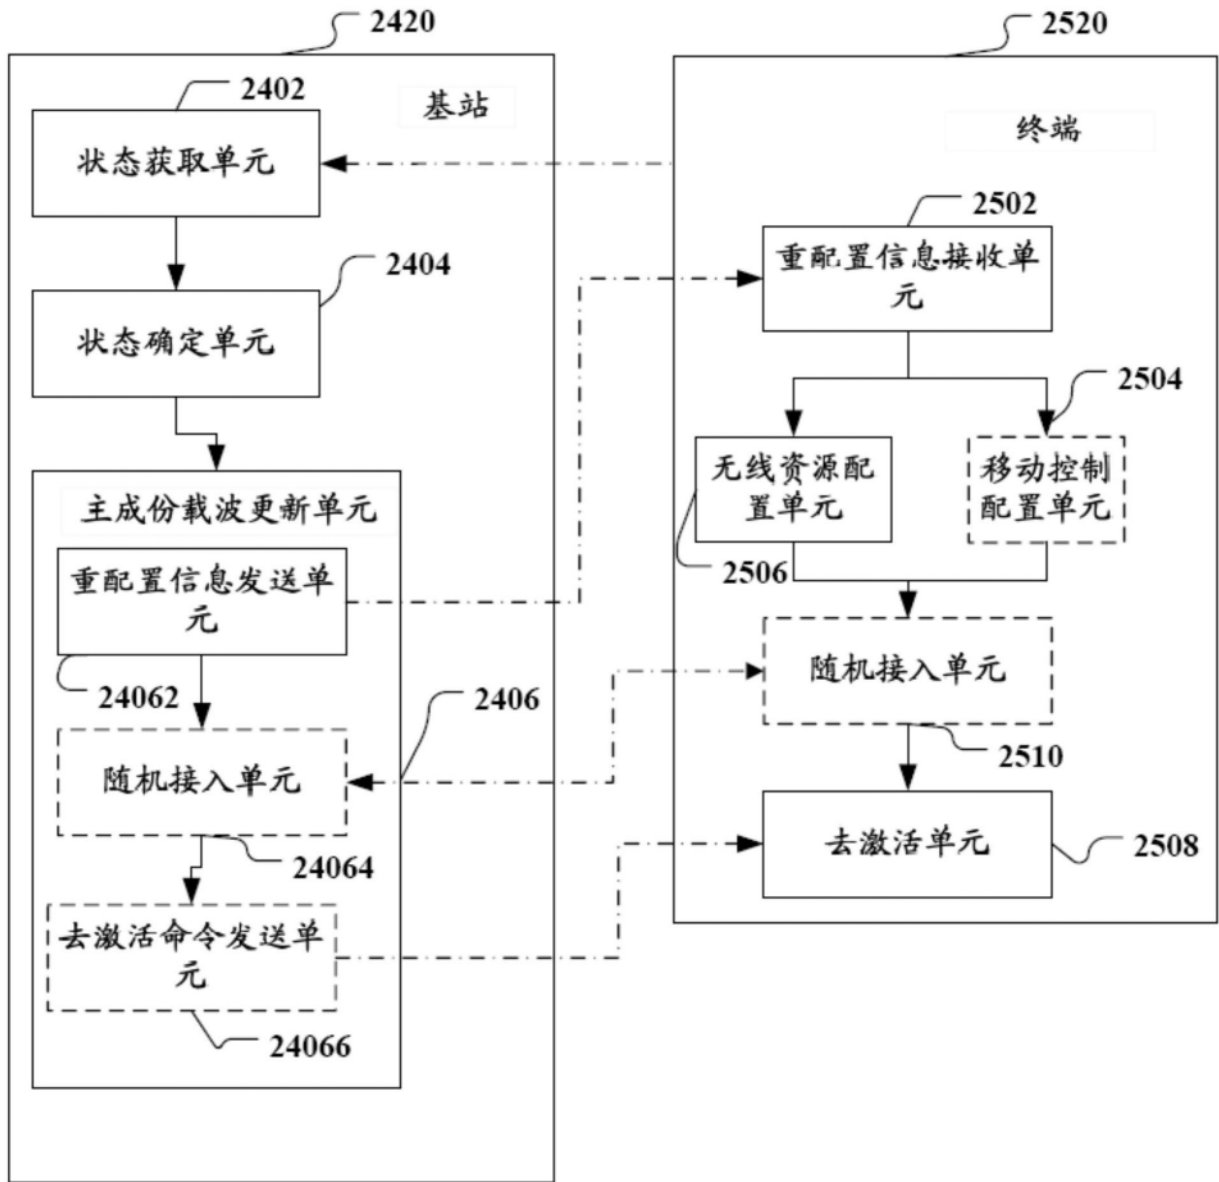 2420
基站
2402
状态获取单元
2404
状态确定单元
主成份载波更新单元
重配置信息发送单
元
24062
2406
随机接入单元
24064
去激活命令发送单
元
24066
2520
终端
2502
重配置信息接收单
元
2504
无线资源配
置单元
2506
移动控制
配置单元
随机接入单元
2510
去激活单元
2508